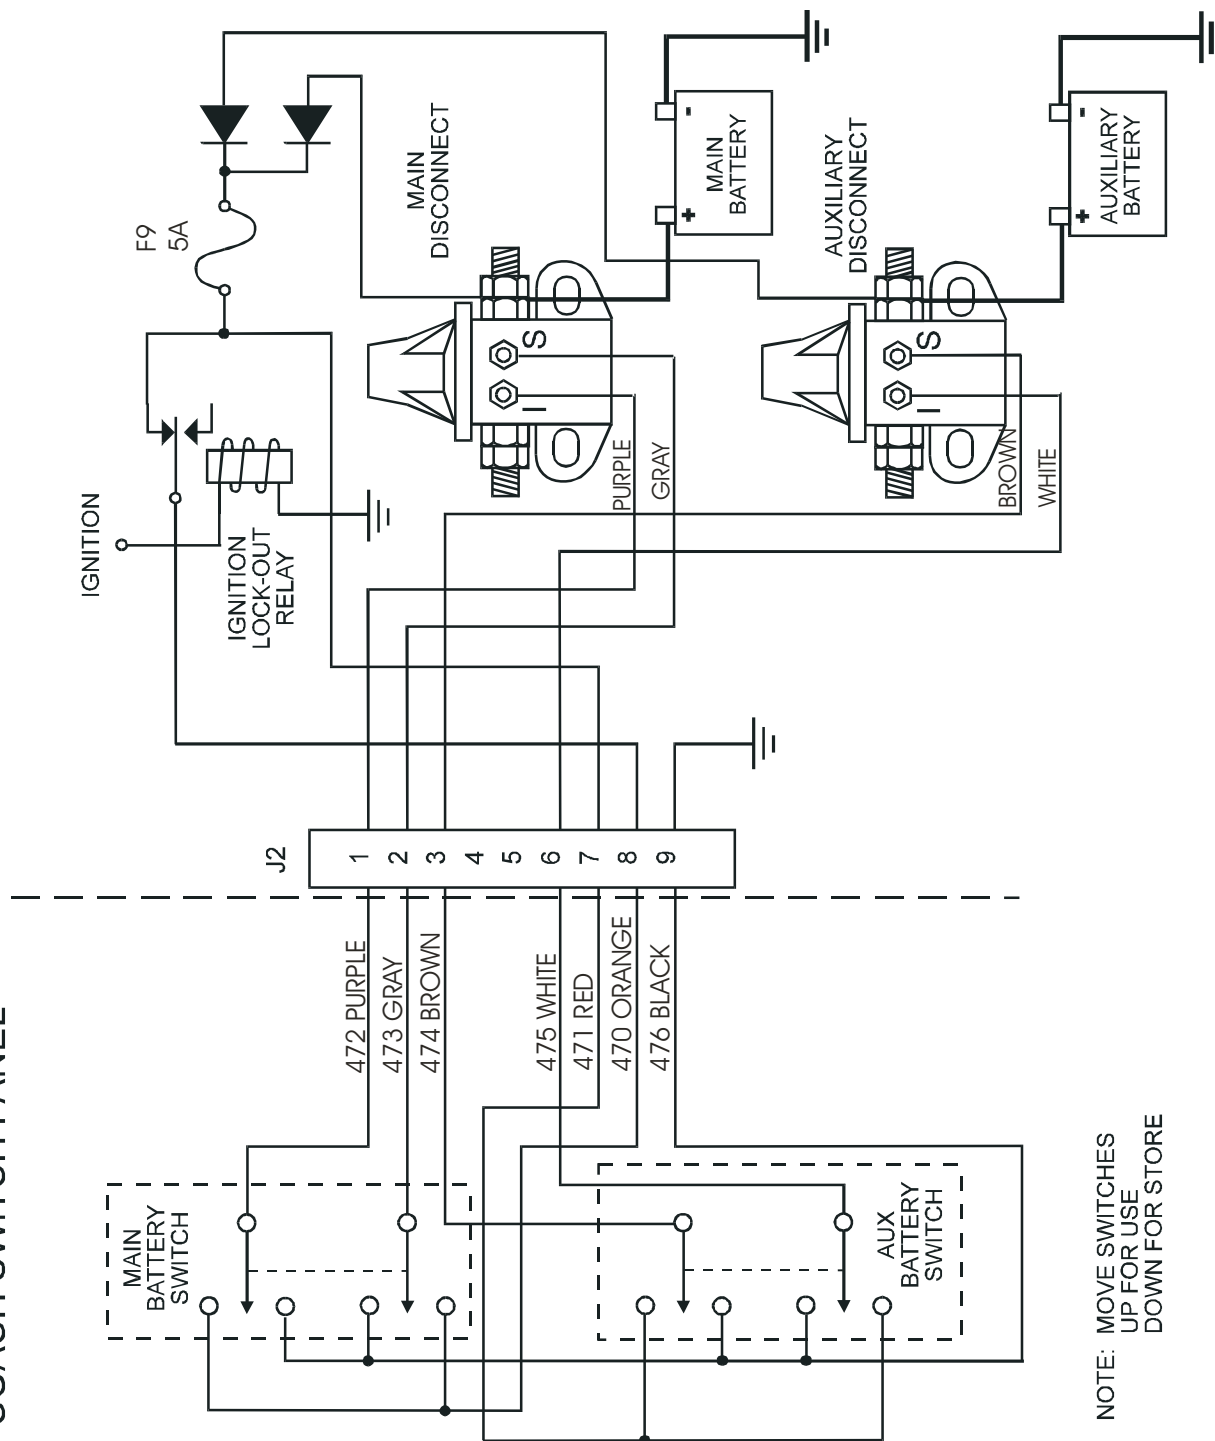 F9
5A
MAIN
DISCONNECT
-
+
MAIN
BATTERY
AUXILIARY
DISCONNECT
-
+
AUXILIARY
BATTERY
S
I
S
I
PURPLE
GRAY
BROWN
WHITE
IGNITION
IGNITION
LOCK-OUT
RELAY
J2
1
2
3
4
5
6
7
8
9
472 PURPLE
473 GRAY
474 BROWN
475 WHITE
471 RED
470 ORANGE
476 BLACK
MAIN
BATTERY
SWITCH
AUX
BATTERY
SWITCH
NOTE: MOVE SWITCHES
UP FOR USE
DOWN FOR STORE